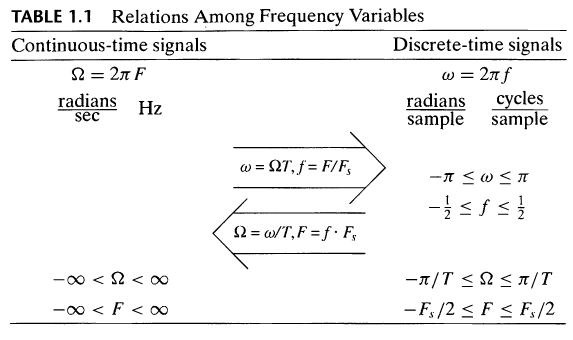 TABLE 1.1 Relations Among Frequency Variables
Continuous-time signals Discrete-time signals
Ω = 2πF ω = 2πf
radians/sec Hz radians/sample cycles/sample
ω = ΩT, f = F/Fₛ
−π ≤ ω ≤ π
−½ ≤ f ≤ ½
Ω = ω/T, F = f · Fₛ
−∞ < Ω < ∞ −π/T ≤ Ω ≤ π/T
−∞ < F < ∞ −Fₛ/2 ≤ F ≤ Fₛ/2